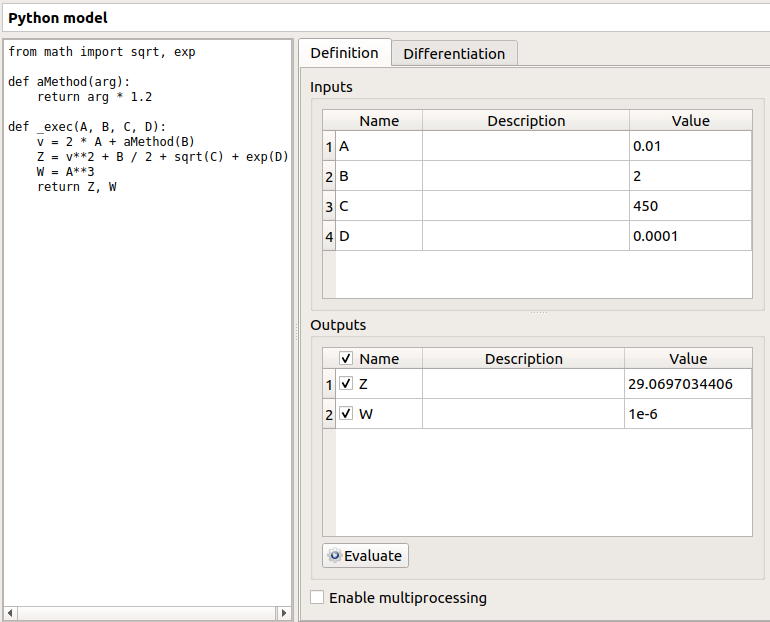 Python model
from math import sqrt, exp
def aMethod(arg):
    return arg * 1.2
def _exec(A, B, C, D):
    v = 2 * A + aMethod(B)
    Z = v**2 + B / 2 + sqrt(C) + exp(D)
    W = A**3
    return Z, W
Definition Differentiation
Inputs
Name Description Value
1 A 0.01
2 B 2
3 C 450
4 D 0.0001
Outputs
Name Description Value
1 Z 29.0697034406
2 W 1e-6
Evaluate
Enable multiprocessing